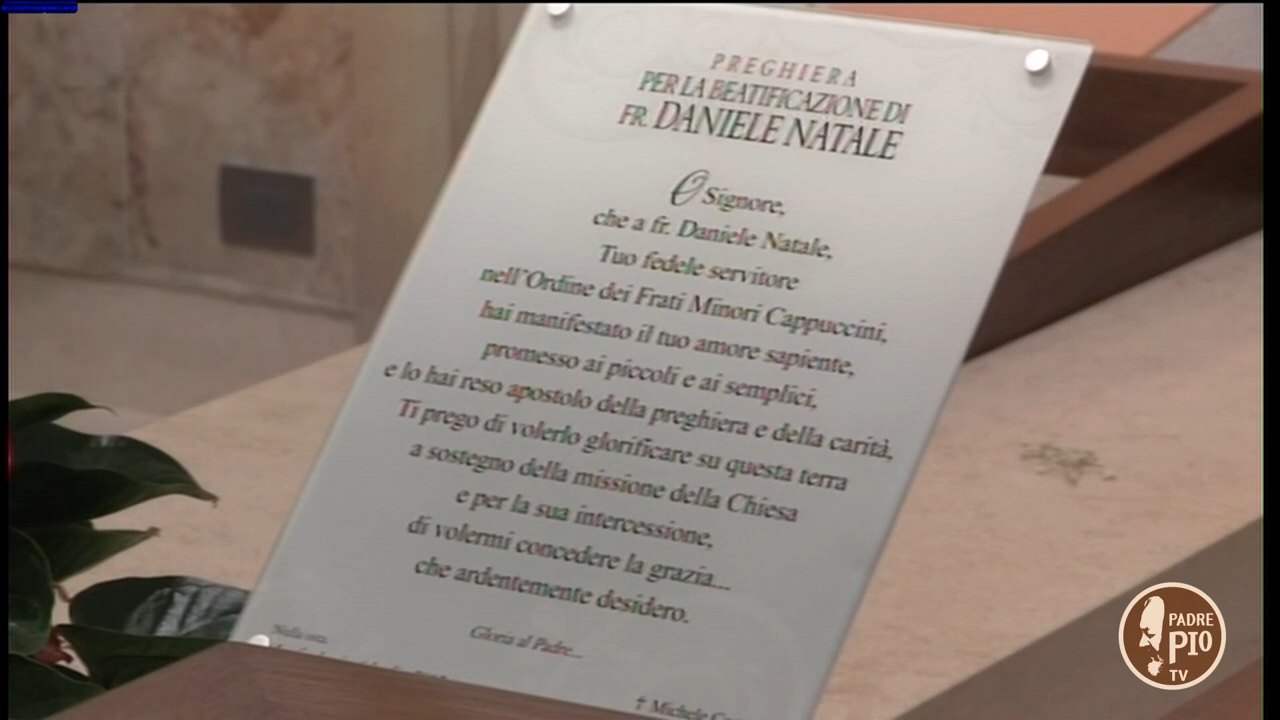 PREGHIERA
PER LA BEATIFICAZIONE DI
FR. DANIELE NATALE
O Signore,
che a fr. Daniele Natale,
Tuo fedele servitore
nell'Ordine dei Frati Minori Cappuccini,
hai manifestato il tuo amore sapiente,
promesso ai piccoli e ai semplici,
e lo hai reso apostolo della preghiera e della carità,
Ti prego di volerlo glorificare su questa terra
a sostegno della missione della Chiesa
e per la sua intercessione,
di volermi concedere la grazia...
che ardentemente desidero.
Gloria al Padre...
Nulla osta.
† Michele
PADRE
PIO
TV